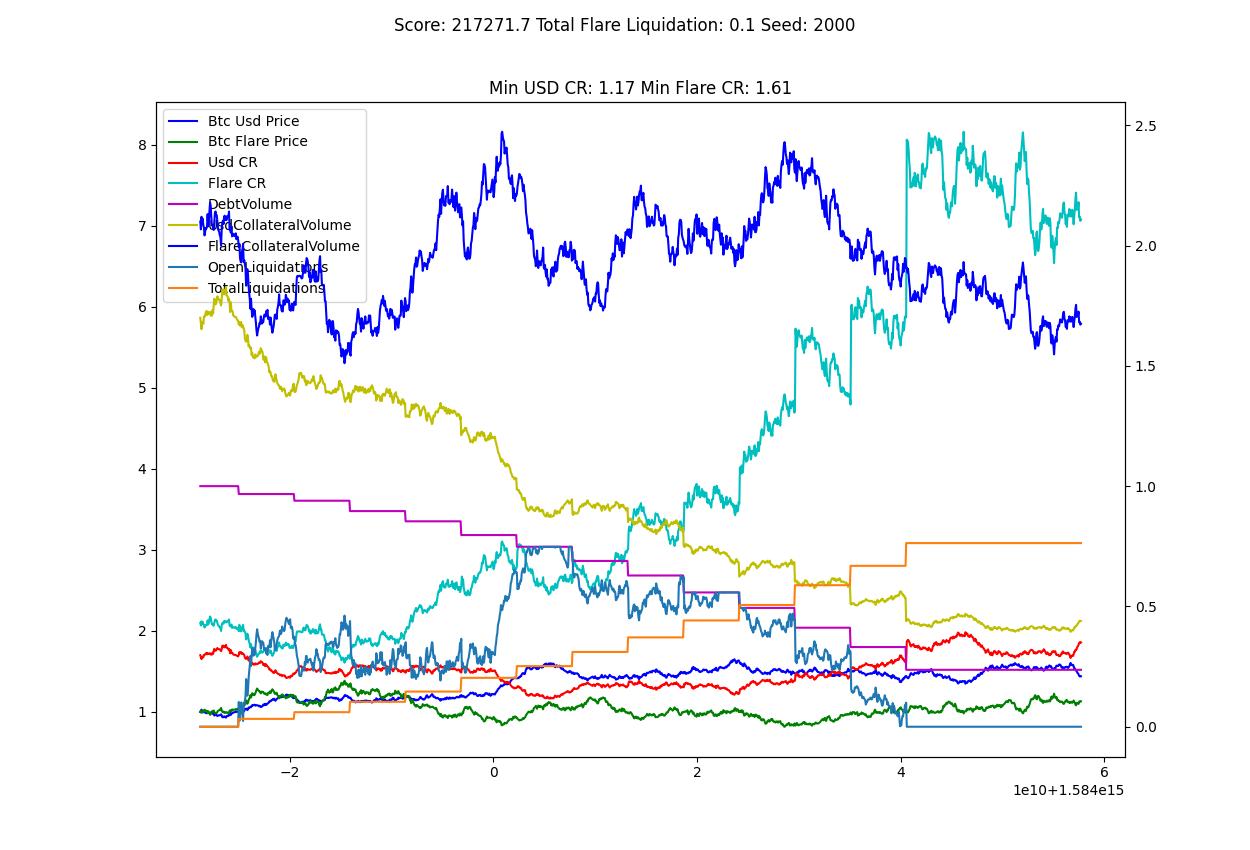 Score: 217271.7 Total Flare Liquidation: 0.1 Seed: 2000
Min USD CR: 1.17 Min Flare CR: 1.61
Btc Usd Price
Btc Flare Price
Usd CR
Flare CR
DebtVolume
UsdCollateralVolume
FlareCollateralVolume
OpenLiquidations
TotalLiquidations
8
7
6
5
4
3
2
1
2.5
2.0
1.5
1.0
0.5
0.0
−2
0
2
4
6
1e10+1.584e15